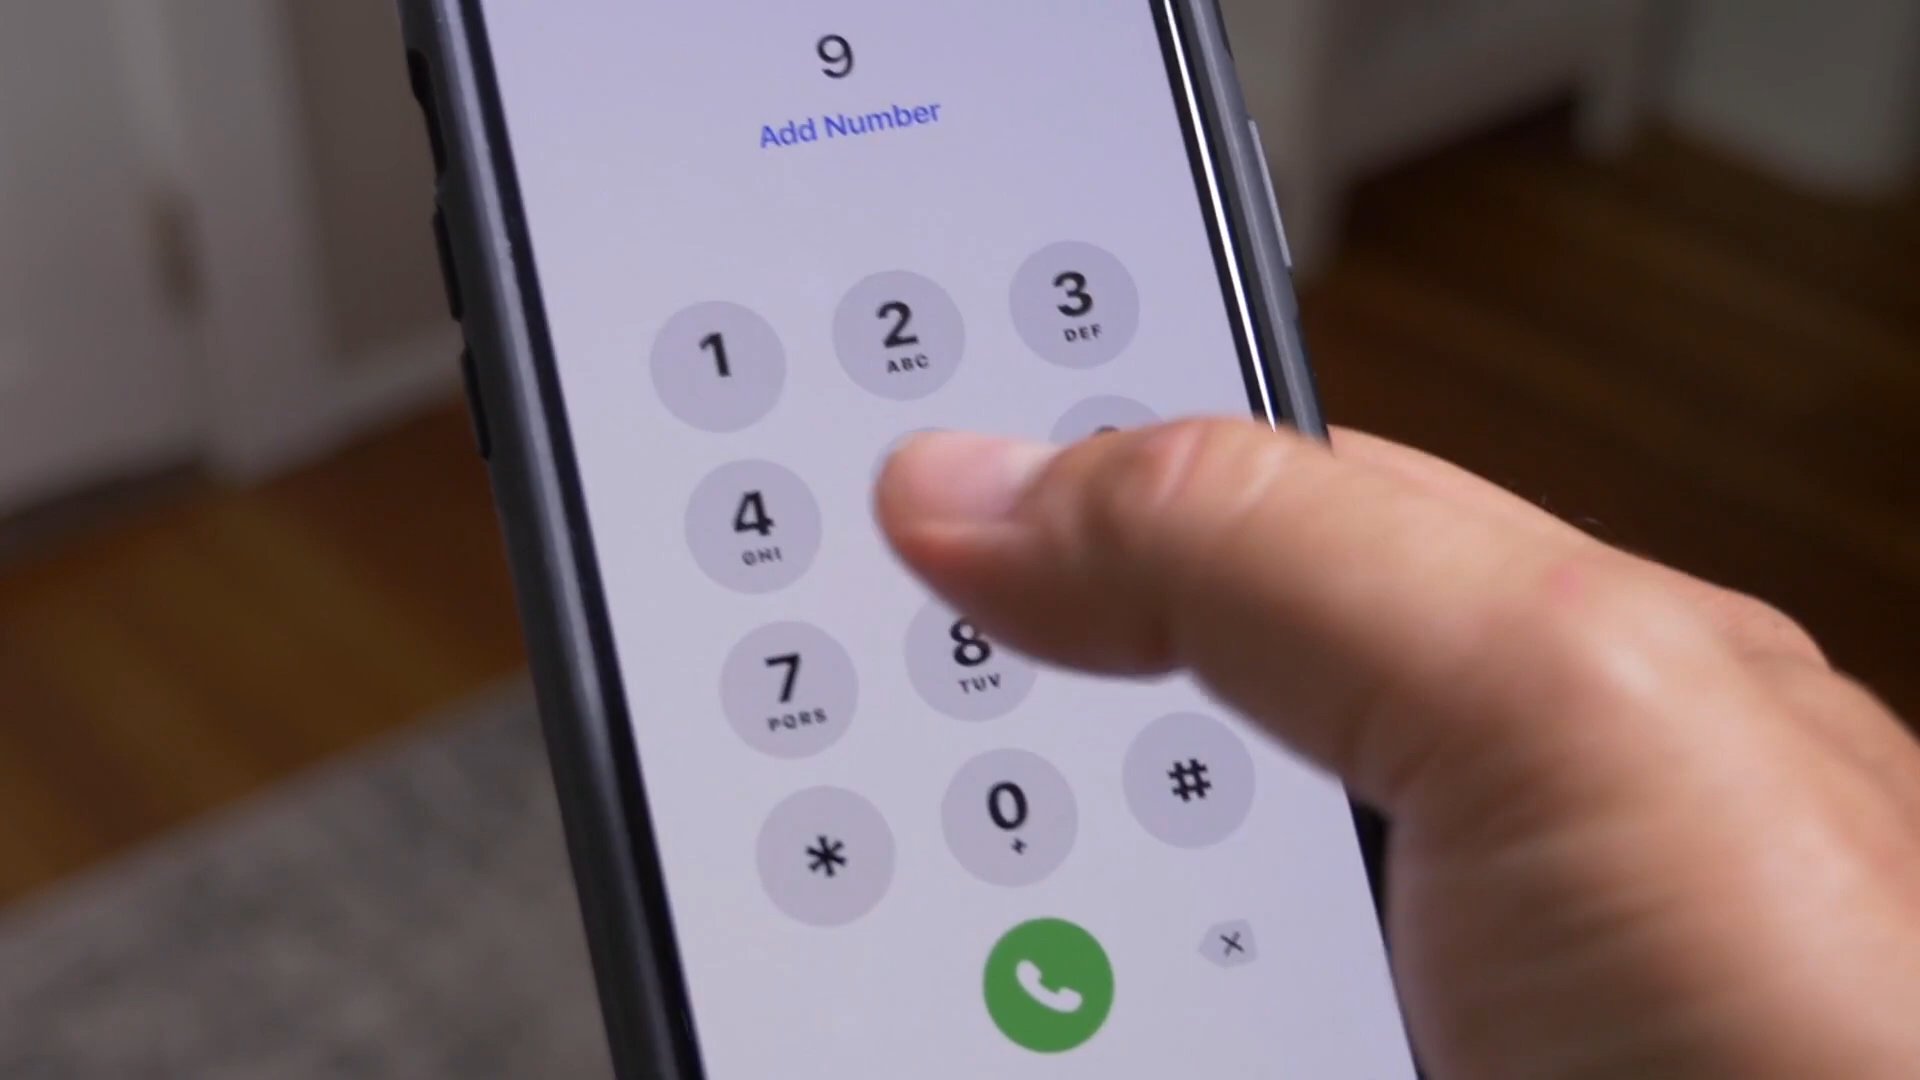 9
Add Number
1 2 3
ABC DEF
4
GHI
7 8
PQRS TUV
* 0 #
+